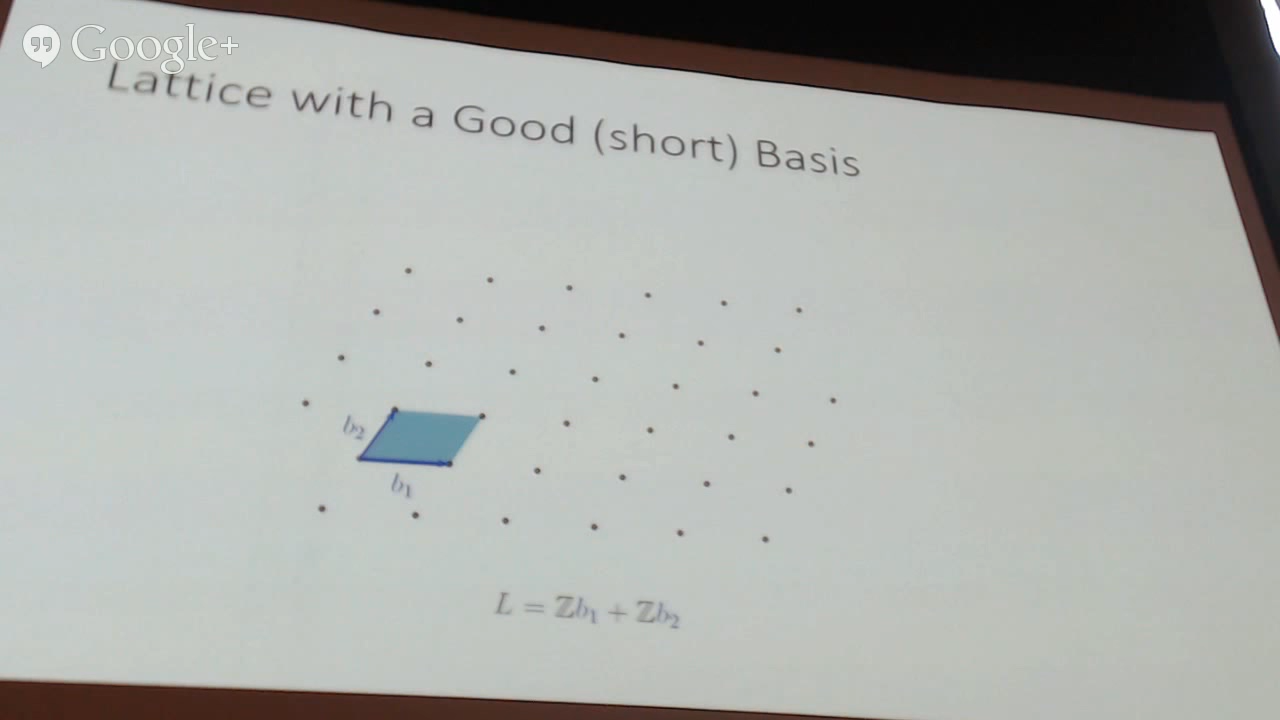 Google+
Lattice with a Good (short) Basis
b₂
b₁
L = ℤb₁ + ℤb₂